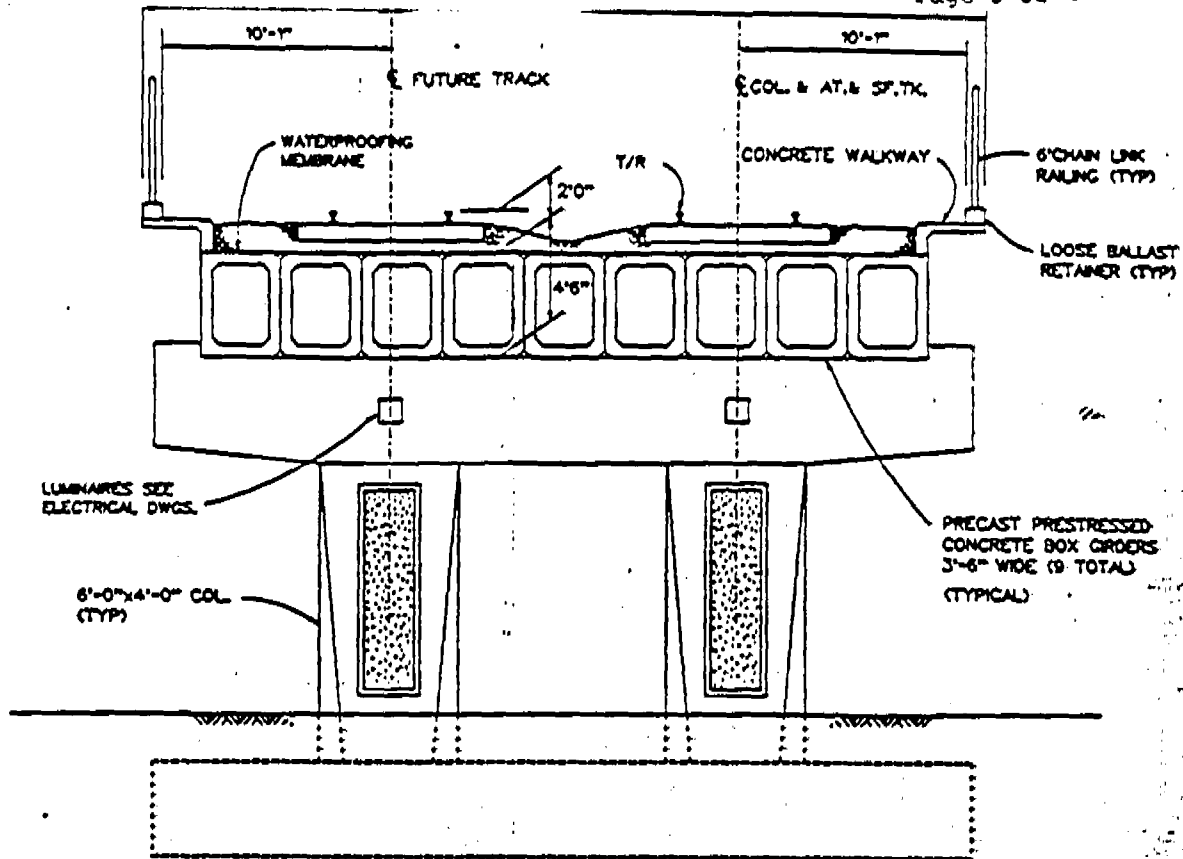 10'-1"
10'-1"
℄ FUTURE TRACK
℄ COL. & AT.& SF.TK.
WATERPROOFING
MEMBRANE
T/R
CONCRETE WALKWAY
6'CHAIN LINK
RAILING (TYP)
2'0"
LOOSE BALLAST
RETAINER (TYP)
4'6"
LUMINAIRES SEE
ELECTRICAL DWGS.
PRECAST PRESTRESSED
CONCRETE BOX GIRDERS
3'-6" WIDE (9 TOTAL)
(TYPICAL)
6'-0"x4'-0" COL.
(TYP)